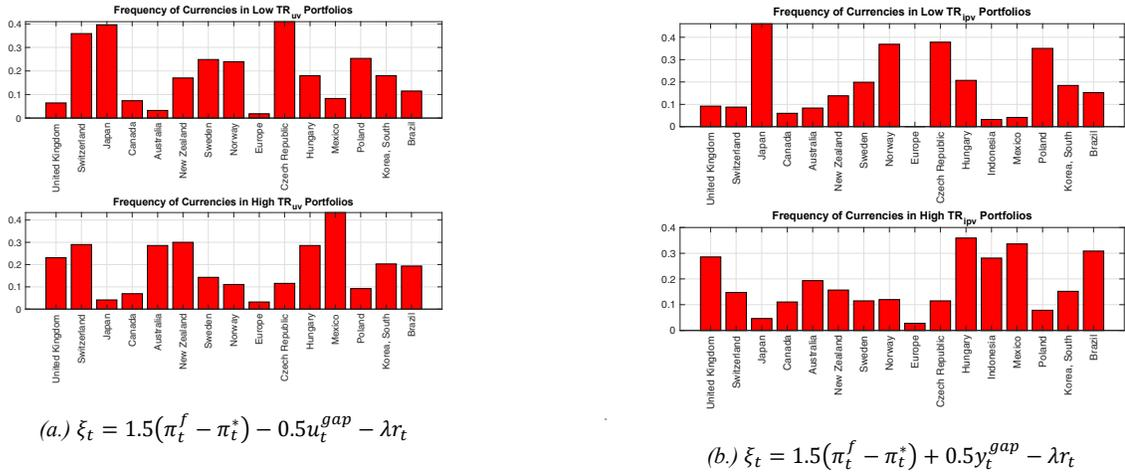 Frequency of Currencies in Low TR_uv Portfolios
0.4
0.3
0.2
0.1
0
United Kingdom
Switzerland
Japan
Canada
Australia
New Zealand
Sweden
Norway
Europe
Czech Republic
Hungary
Mexico
Poland
Korea, South
Brazil
Frequency of Currencies in High TR_uv Portfolios
0.4
0.3
0.2
0.1
0
United Kingdom
Switzerland
Japan
Canada
Australia
New Zealand
Sweden
Norway
Europe
Czech Republic
Hungary
Mexico
Poland
Korea, South
Brazil
(a.) ξ_t = 1.5(π_t^f − π_t^*) − 0.5u_t^{gap} − λr_t
Frequency of Currencies in Low TR_ipv Portfolios
0.4
0.3
0.2
0.1
0
United Kingdom
Switzerland
Japan
Canada
Australia
New Zealand
Sweden
Norway
Europe
Czech Republic
Hungary
Indonesia
Mexico
Poland
Korea, South
Brazil
Frequency of Currencies in High TR_ipv Portfolios
0.4
0.3
0.2
0.1
0
United Kingdom
Switzerland
Japan
Canada
Australia
New Zealand
Sweden
Norway
Europe
Czech Republic
Hungary
Indonesia
Mexico
Poland
Korea, South
Brazil
(b.) ξ_t = 1.5(π_t^f − π_t^*) + 0.5y_t^{gap} − λr_t